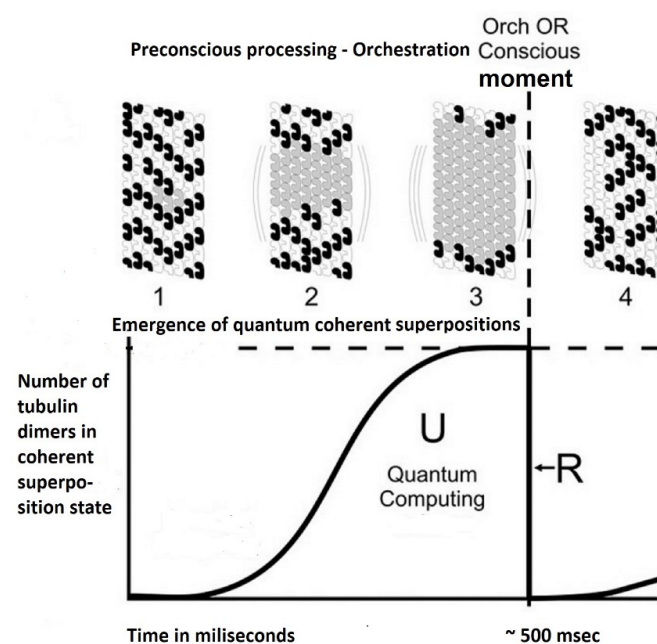 Orch OR
Preconscious processing - Orchestration Conscious
moment
1 2 3 4
Emergence of quantum coherent superpositions
Number of
tubulin
dimers in
coherent
superpo-
sition state
U
Quantum
Computing
R
Time in miliseconds ~ 500 msec